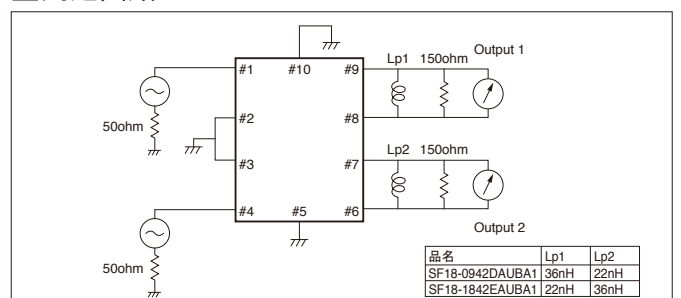 #1
#10
#9
Lp1
150ohm
Output 1
50ohm
#2
#8
#3
#7
Lp2
150ohm
#4
#5
#6
Output 2
50ohm
品名 Lp1 Lp2
SF18-0942DAUBA1 36nH 22nH
SF18-1842EAUBA1 22nH 36nH